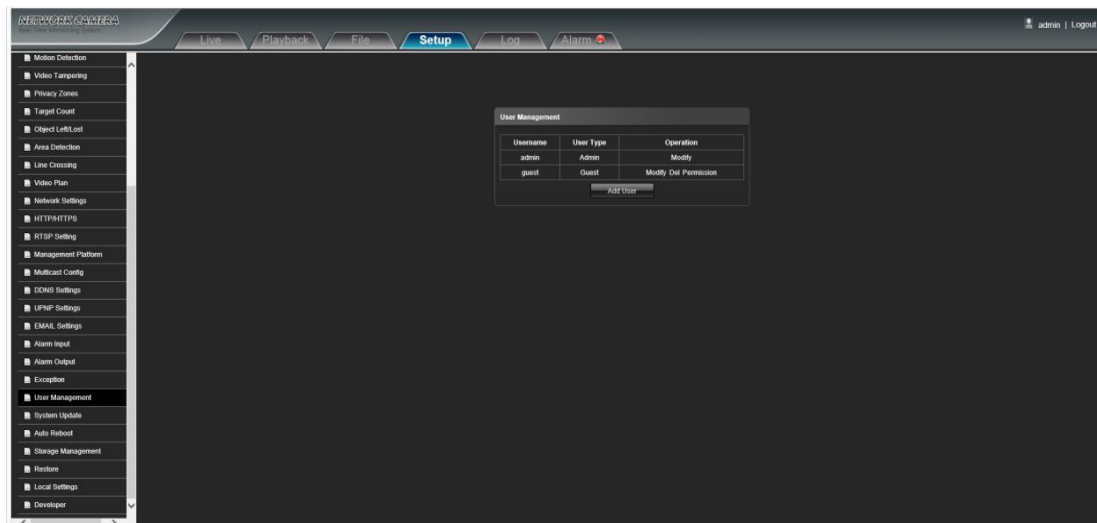 NETWORK CAMERA
Real-Time Monitoring System
admin | Logout
Live Playback File Setup Log Alarm
Motion Detection
Video Tampering
Privacy Zones
Target Count
Object Left/Lost
Area Detection
Line Crossing
Video Plan
Network Settings
HTTP/HTTPS
RTSP Setting
Management Platform
Multicast Config
DDNS Settings
UPNP Settings
EMAIL Settings
Alarm Input
Alarm Output
Exception
User Management
System Update
Auto Reboot
Storage Management
Restore
Local Settings
Developer
User Management
Username User Type Operation
admin Admin Modify
guest Guest Modify Del Permission
Add User